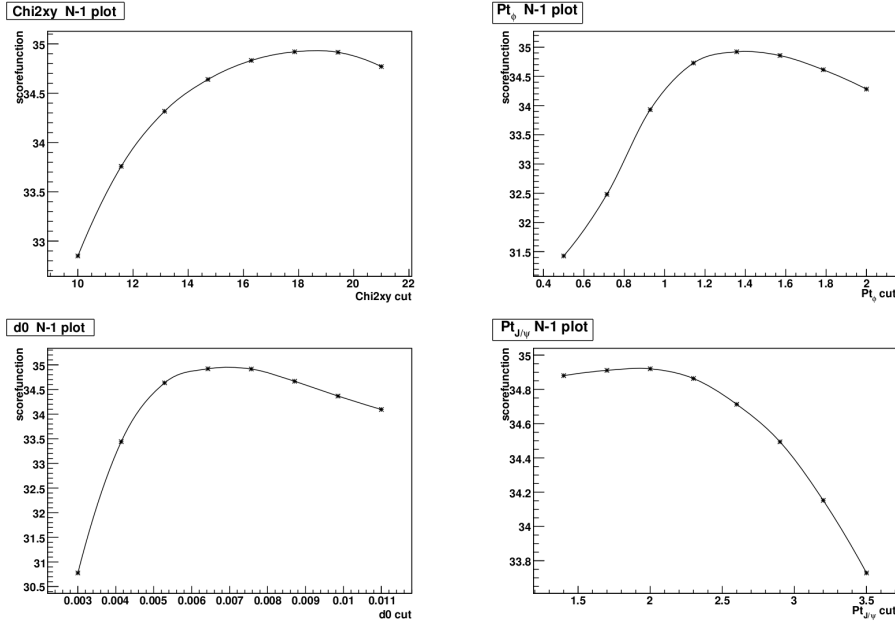 Chi2xy N-1 plot
scorefunction
35
34.5
34
33.5
33
10 12 14 16 18 20 22
Chi2xy cut
Ptϕ N-1 plot
scorefunction
35
34.5
34
33.5
33
32.5
32
31.5
0.4 0.6 0.8 1 1.2 1.4 1.6 1.8 2
Ptϕ cut
d0 N-1 plot
scorefunction
35
34.5
34
33.5
33
32.5
32
31.5
31
30.5
0.003 0.004 0.005 0.006 0.007 0.008 0.009 0.01 0.011
d0 cut
PtJ/ψ N-1 plot
scorefunction
35
34.8
34.6
34.4
34.2
34
33.8
1.5 2 2.5 3 3.5
PtJ/ψ cut